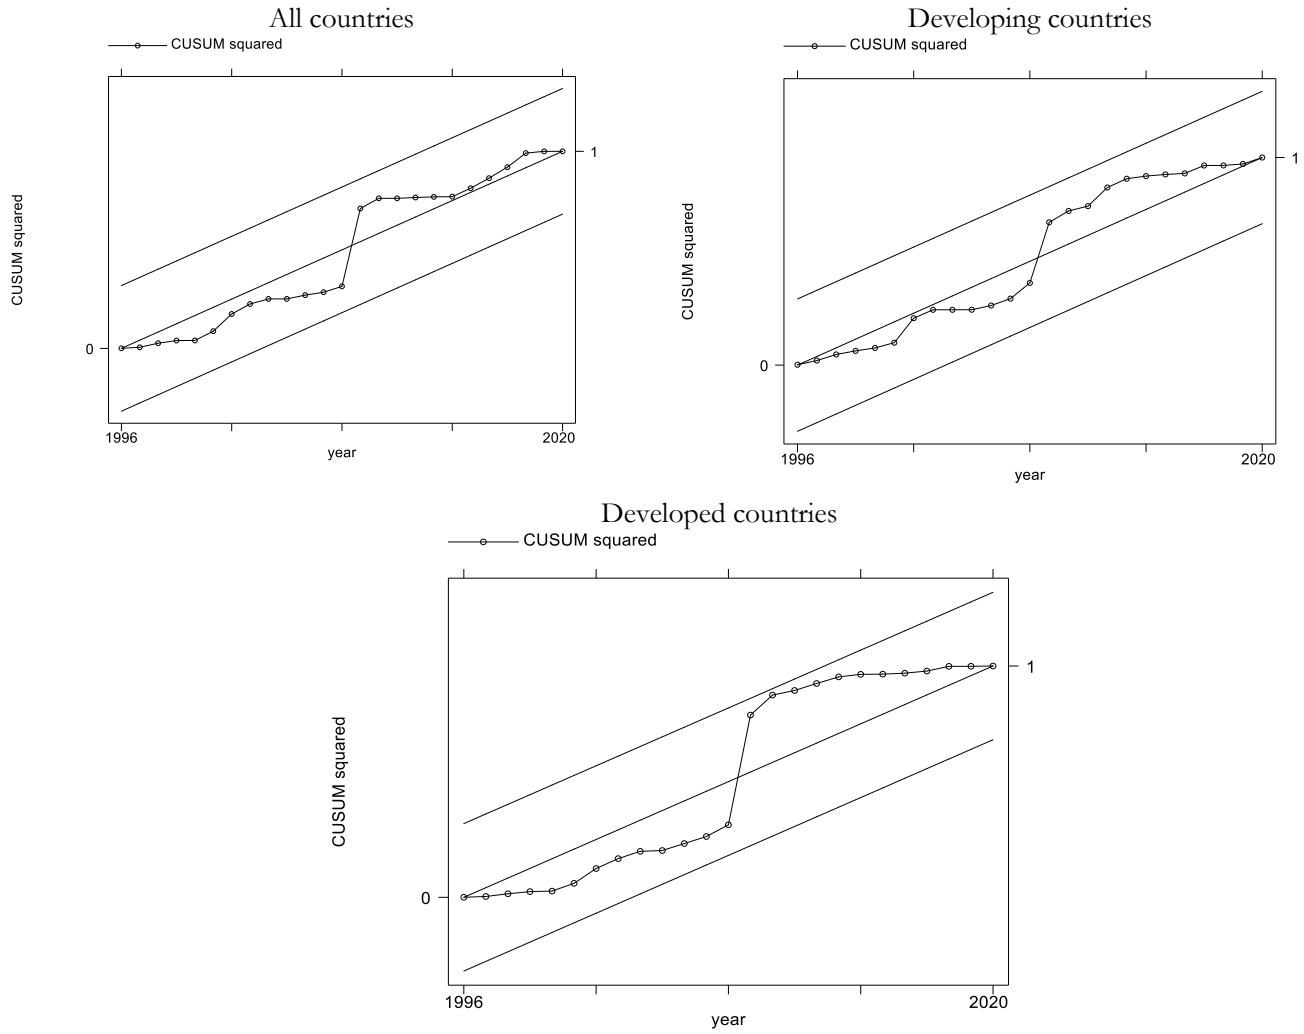 All countries
CUSUM squared
CUSUM squared
0
1
1996
2020
year
Developing countries
CUSUM squared
CUSUM squared
0
1
1996
2020
year
Developed countries
CUSUM squared
CUSUM squared
0
1
1996
2020
year